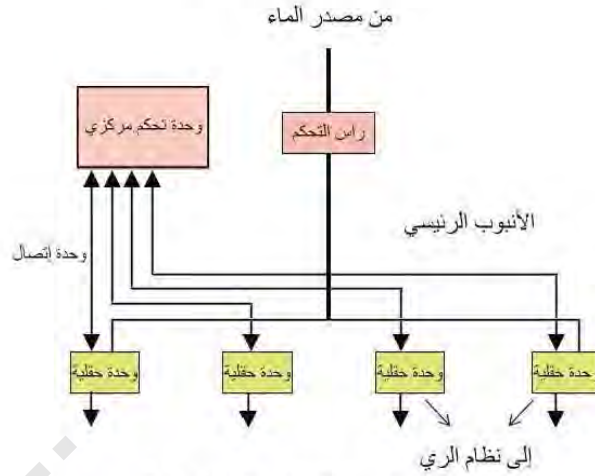 من مصدر الماء
وحدة تحكم مركزي
راس التحكم
الأنبوب الرئيسي
وحدة إتصال
وحدة حقلية
وحدة حقلية
وحدة حقلية
وحدة حقلية
إلى نظام الري